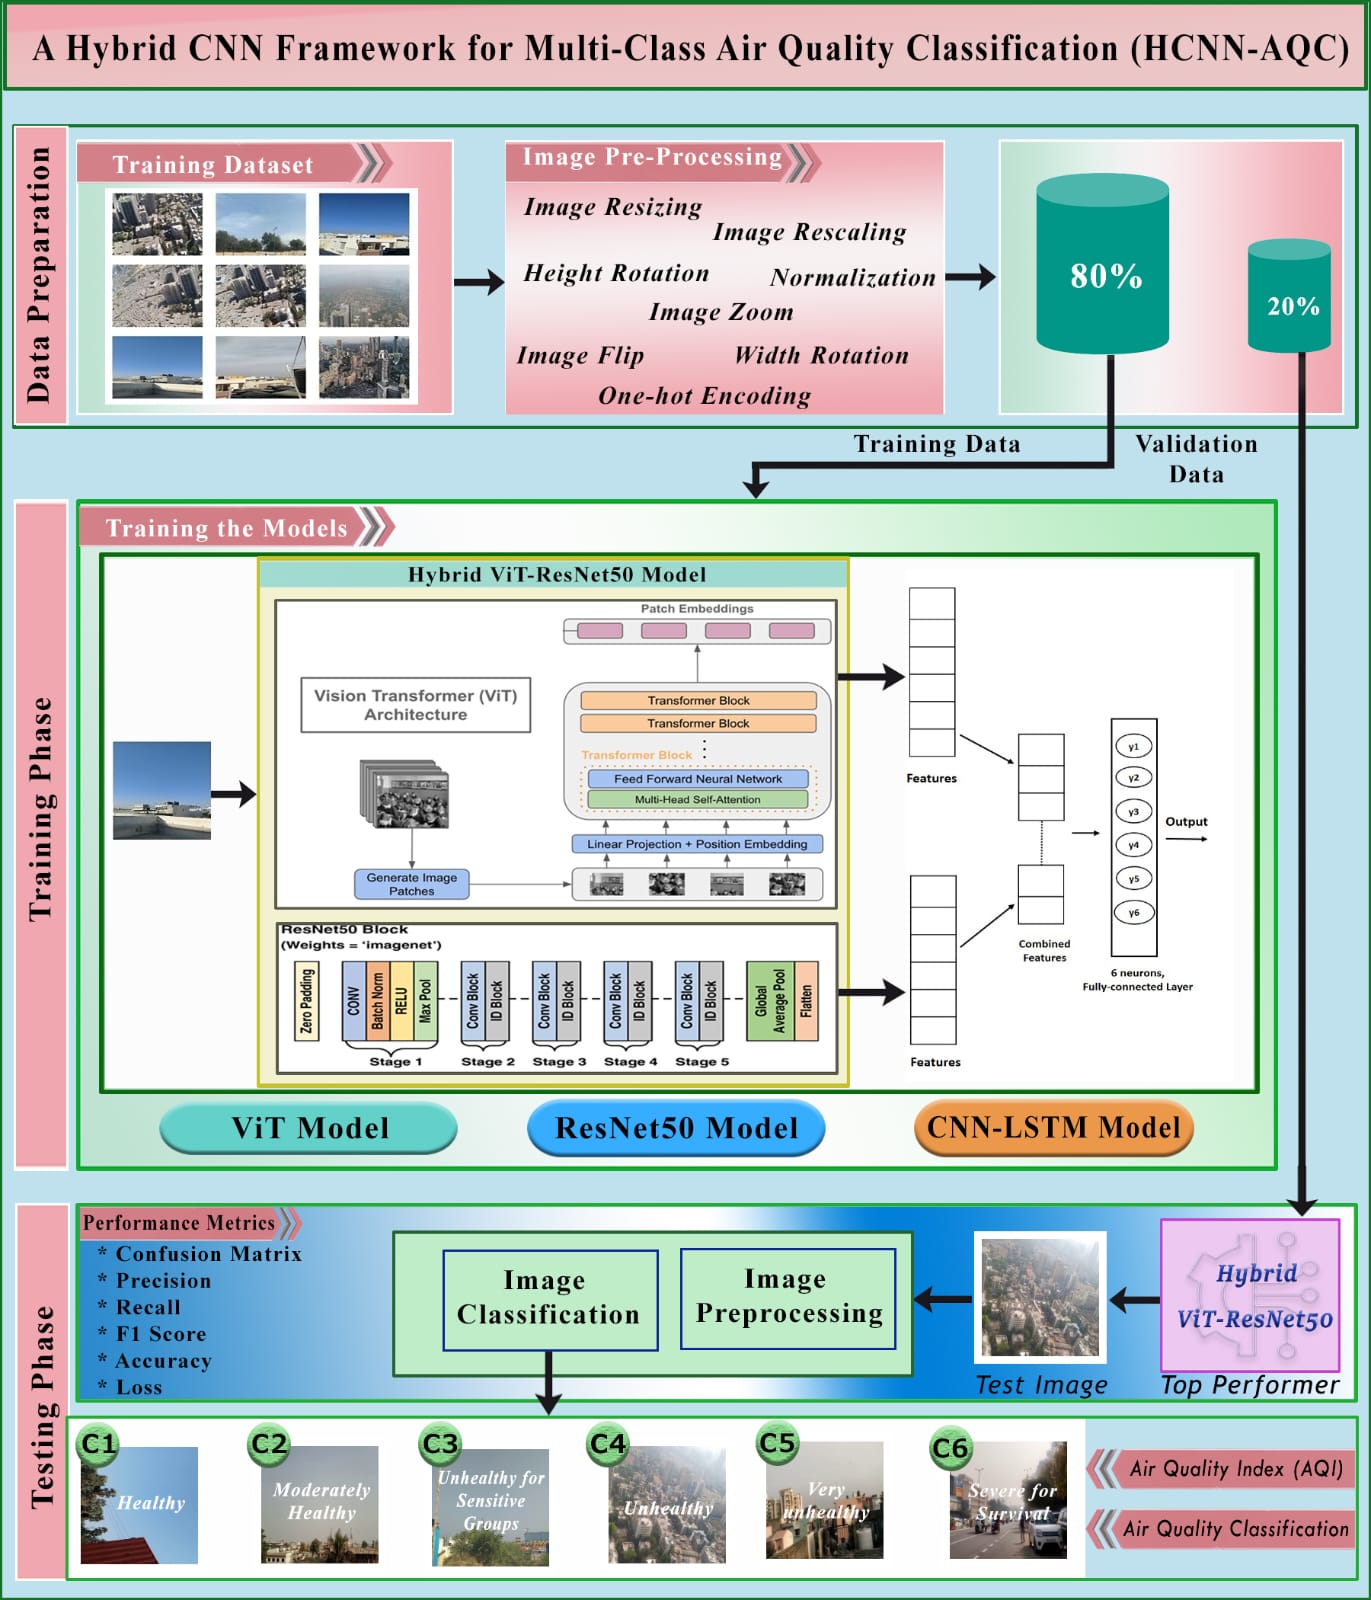 A Hybrid CNN Framework for Multi-Class Air Quality Classification (HCNN-AQC)
Data Preparation
Training Dataset
Image Pre-Processing
Image Resizing
Image Rescaling
Height Rotation
Normalization
Image Zoom
Image Flip
Width Rotation
One-hot Encoding
80%
20%
Training Data
Validation
Data
Training Phase
Training the Models
Hybrid ViT-ResNet50 Model
Patch Embeddings
Vision Transformer (ViT)
Architecture
Transformer Block
Transformer Block
Transformer Block
Feed Forward Neural Network
Multi-Head Self-Attention
Linear Projection + Position Embedding
Generate Image
Patches
ResNet50 Block
(Weights = 'imagenet')
Zero Padding
CONV
Batch Norm
RELU
Max Pool
Conv Block
ID Block
Conv Block
ID Block
Conv Block
ID Block
Conv Block
ID Block
Global
Average Pool
Flatten
Stage 1
Stage 2
Stage 3
Stage 4
Stage 5
Features
Features
Combined
Features
y1
y2
y3
y4
y5
y6
6 neurons,
Fully-connected Layer
Output
ViT Model
ResNet50 Model
CNN-LSTM Model
Testing Phase
Performance Metrics
* Confusion Matrix
* Precision
* Recall
* F1 Score
* Accuracy
* Loss
Image
Classification
Image
Preprocessing
Test Image
Hybrid
ViT-ResNet50
Top Performer
C1
Healthy
C2
Moderately
Healthy
C3
Unhealthy for
Sensitive
Groups
C4
Unhealthy
C5
Very
unhealthy
C6
Severe for
Survival
Air Quality Index (AQI)
Air Quality Classification